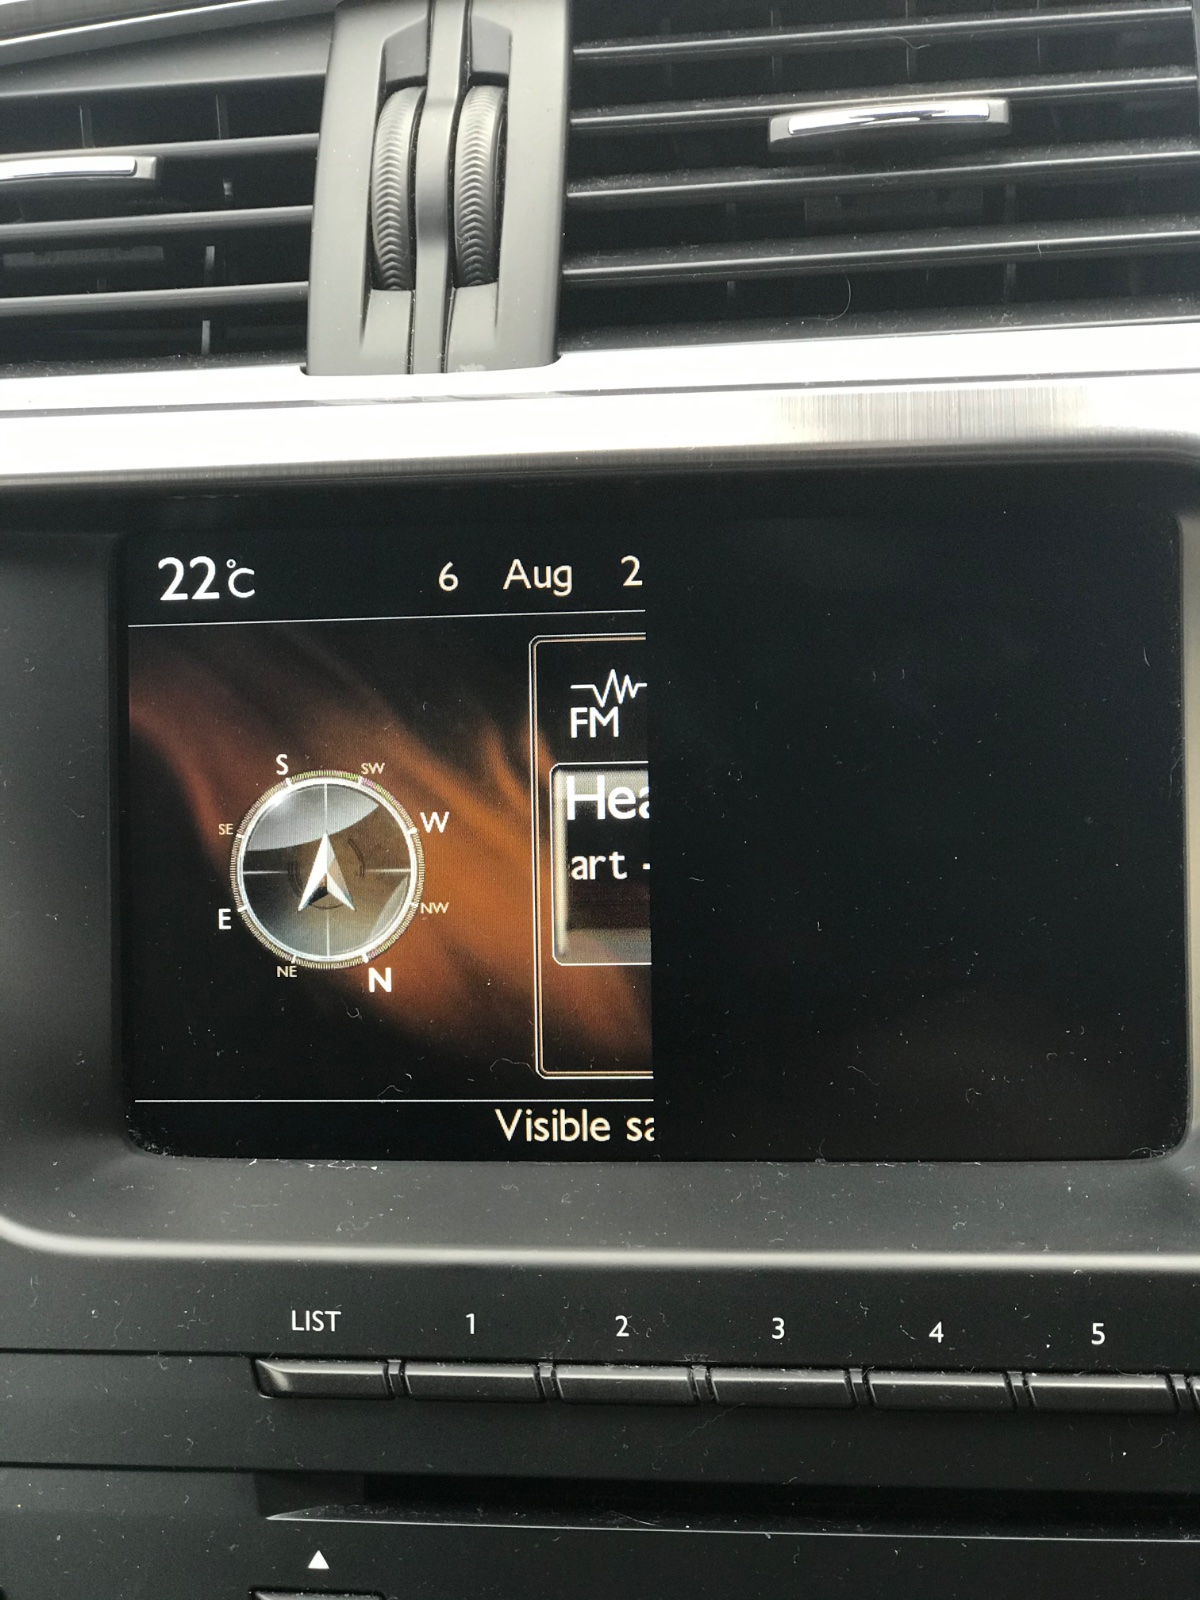 22°C 6 Aug 2
FM
Hea
art -
S SW
SE W
E NW
NE N
Visible sa
LIST 1 2 3 4 5